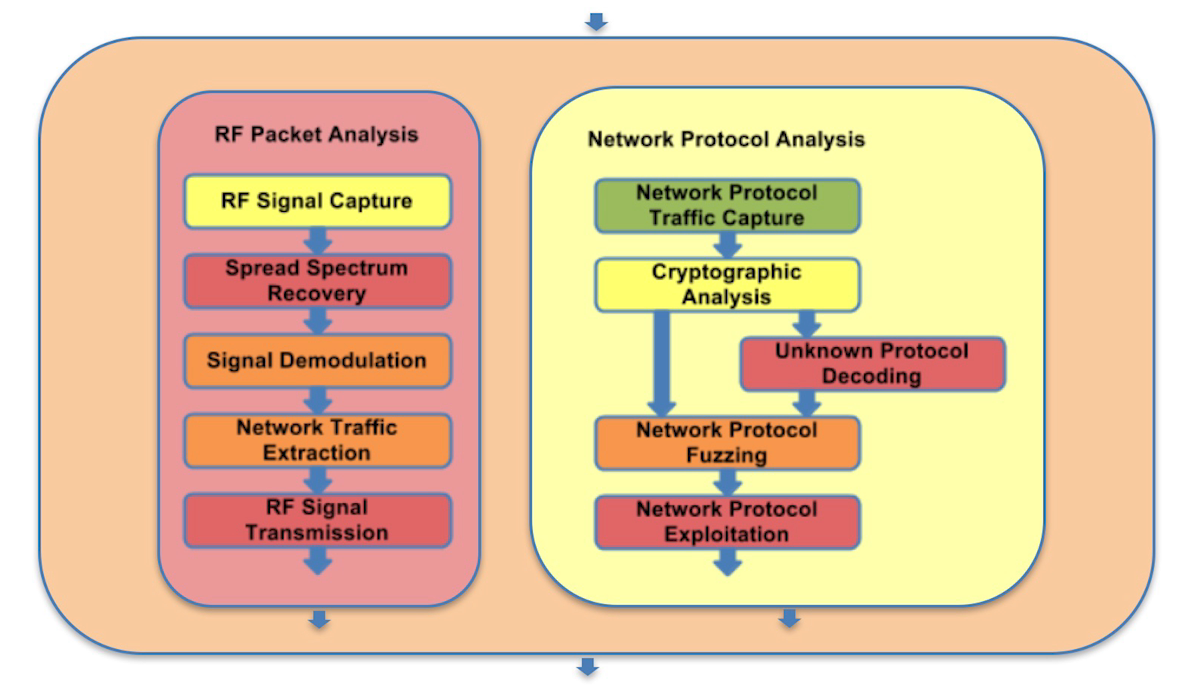 RF Packet Analysis
RF Signal Capture
Spread Spectrum
Recovery
Signal Demodulation
Network Traffic
Extraction
RF Signal
Transmission
Network Protocol Analysis
Network Protocol
Traffic Capture
Cryptographic
Analysis
Unknown Protocol
Decoding
Network Protocol
Fuzzing
Network Protocol
Exploitation